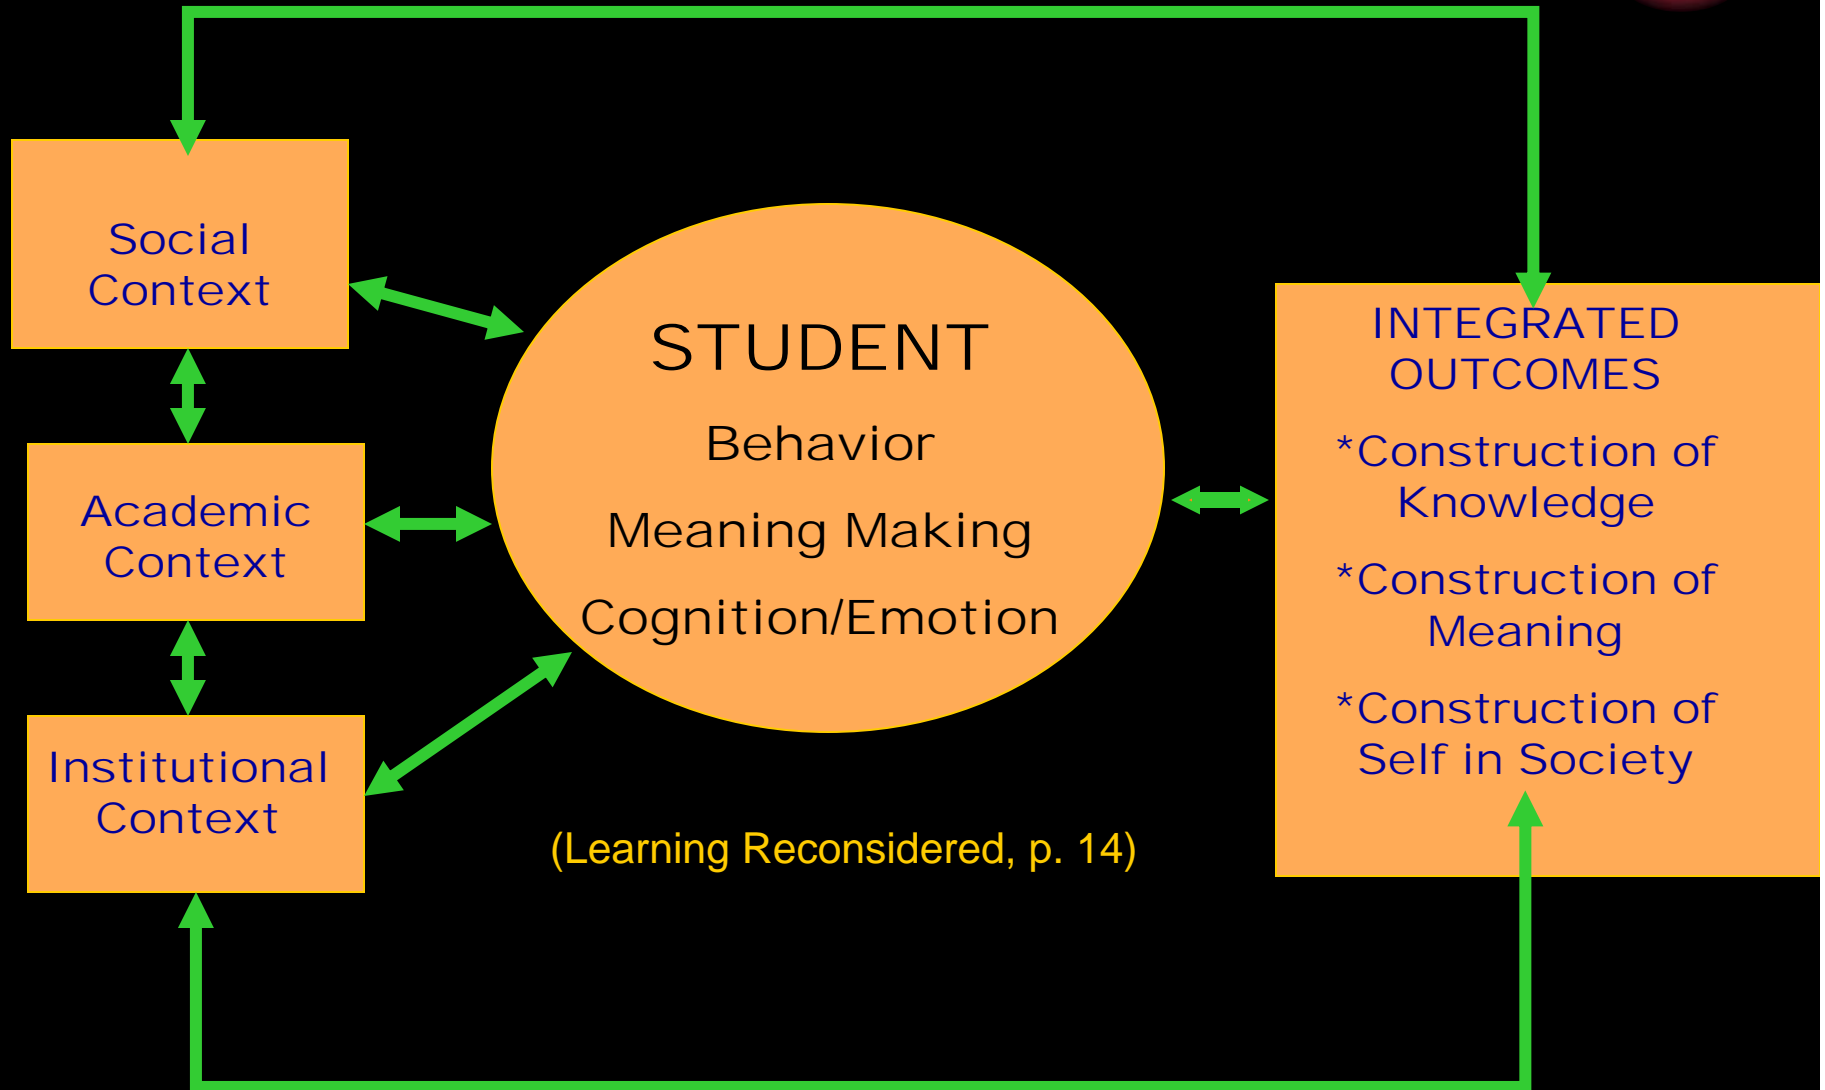 Social
Context
Academic
Context
Institutional
Context
STUDENT
Behavior
Meaning Making
Cognition/Emotion
(Learning Reconsidered, p. 14)
INTEGRATED
OUTCOMES
*Construction of
Knowledge
*Construction of
Meaning
*Construction of
Self in Society